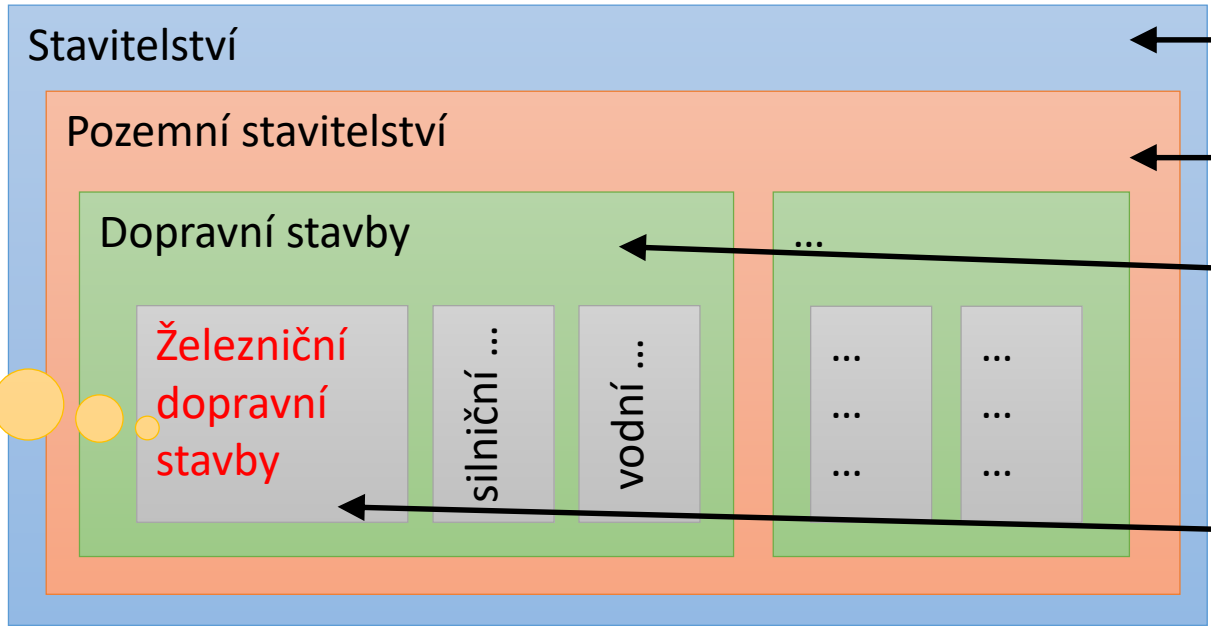 Stavitelství
Pozemní stavitelství
Dopravní stavby
...
Železniční
dopravní
stavby
silniční ...
vodní ...
...
...
...
...
...
...